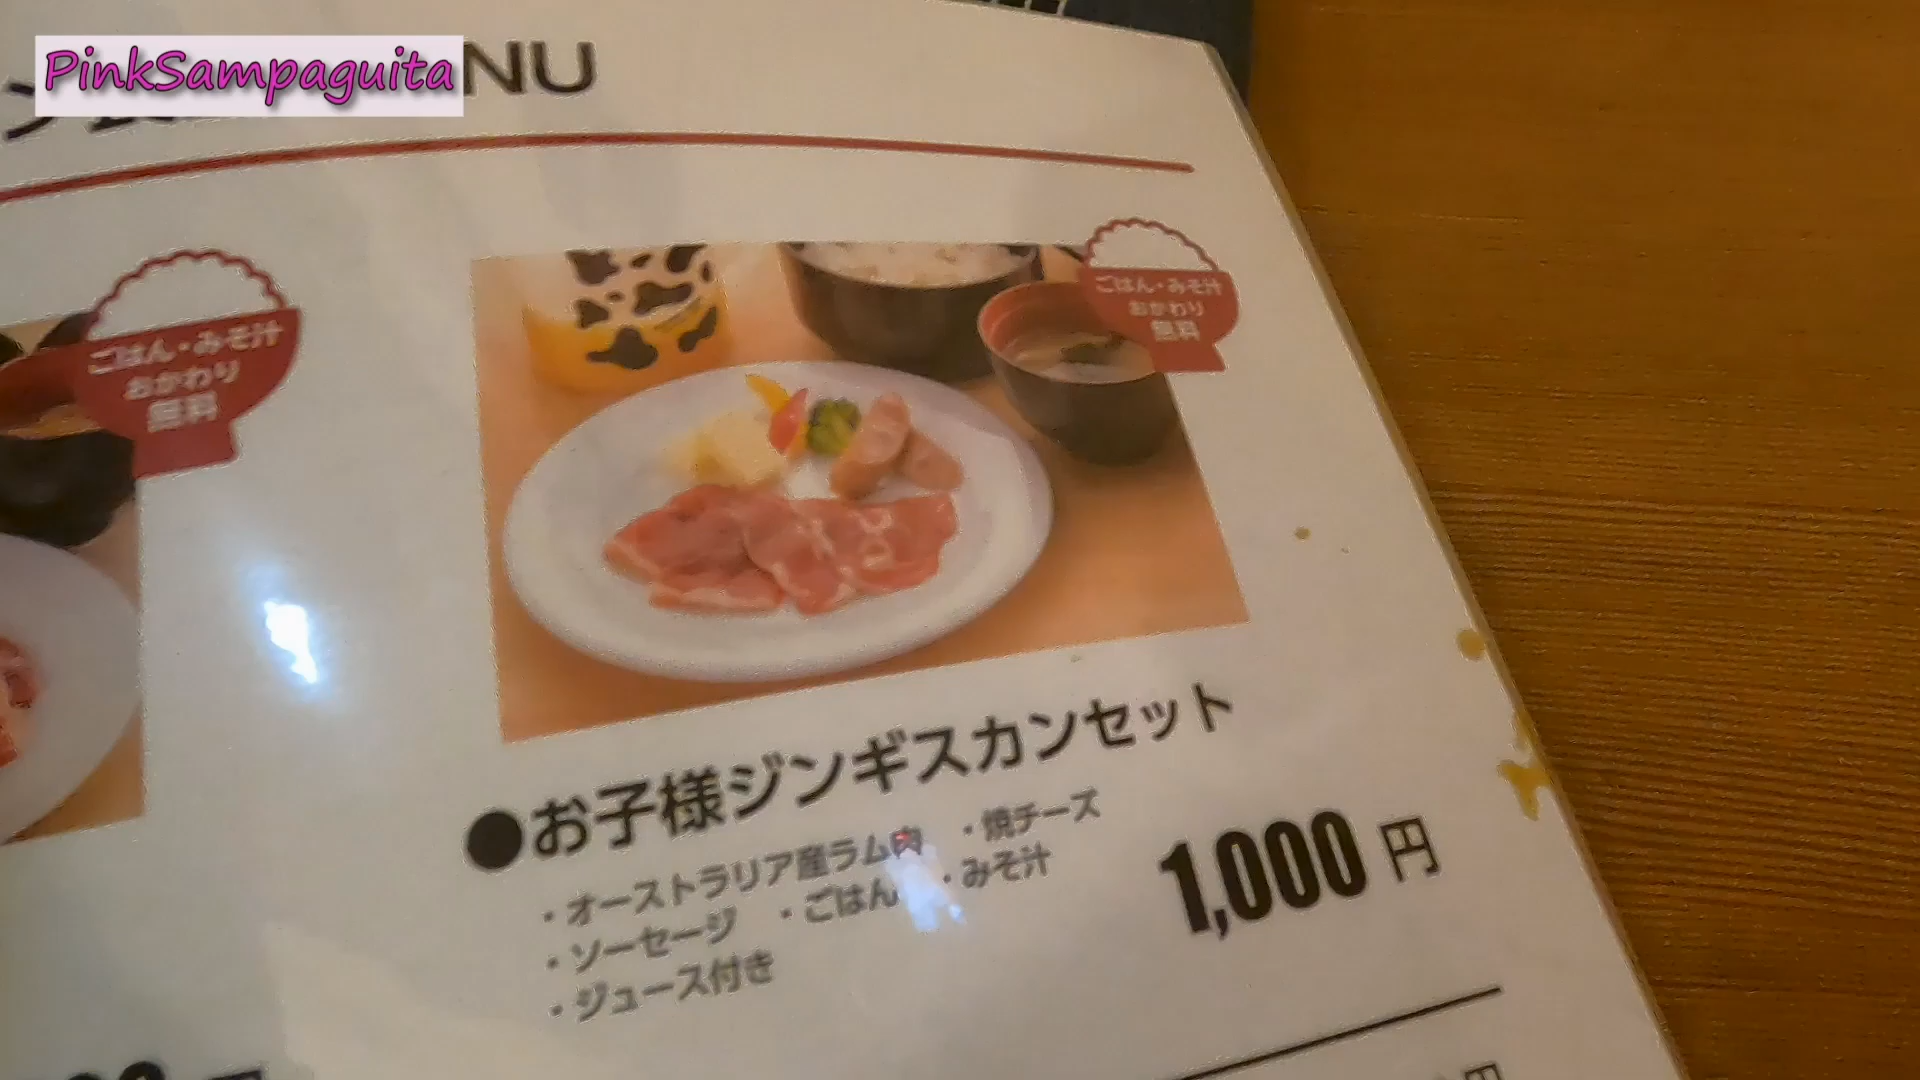 PinkSampaguita
NU
ごはん・みそ汁
おかわり
無料
ごはん・みそ汁
おかわり
無料
●お子様ジンギスカンセット
・オーストラリア産ラム肉 ・焼チーズ
・ソーセージ ・ごはん ・みそ汁
・ジュース付き
1,000 円